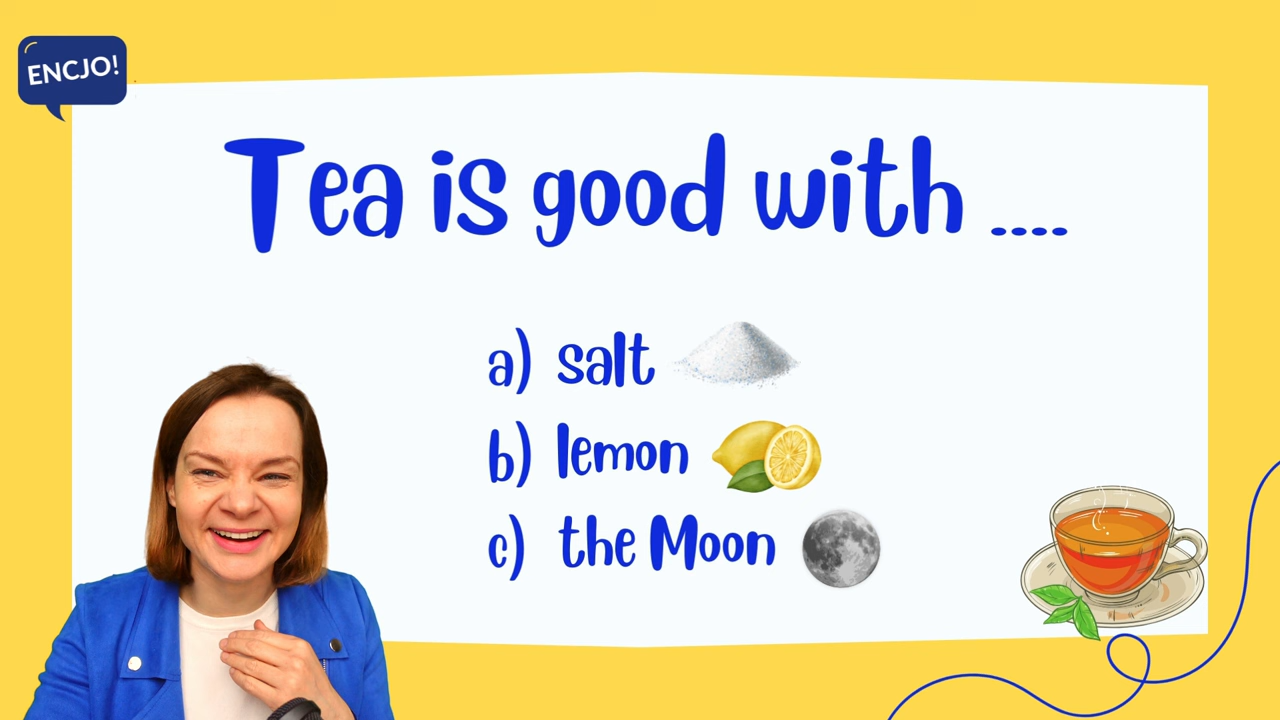 ENCJO!
Tea is good with ....
a) salt
b) lemon
c) the Moon